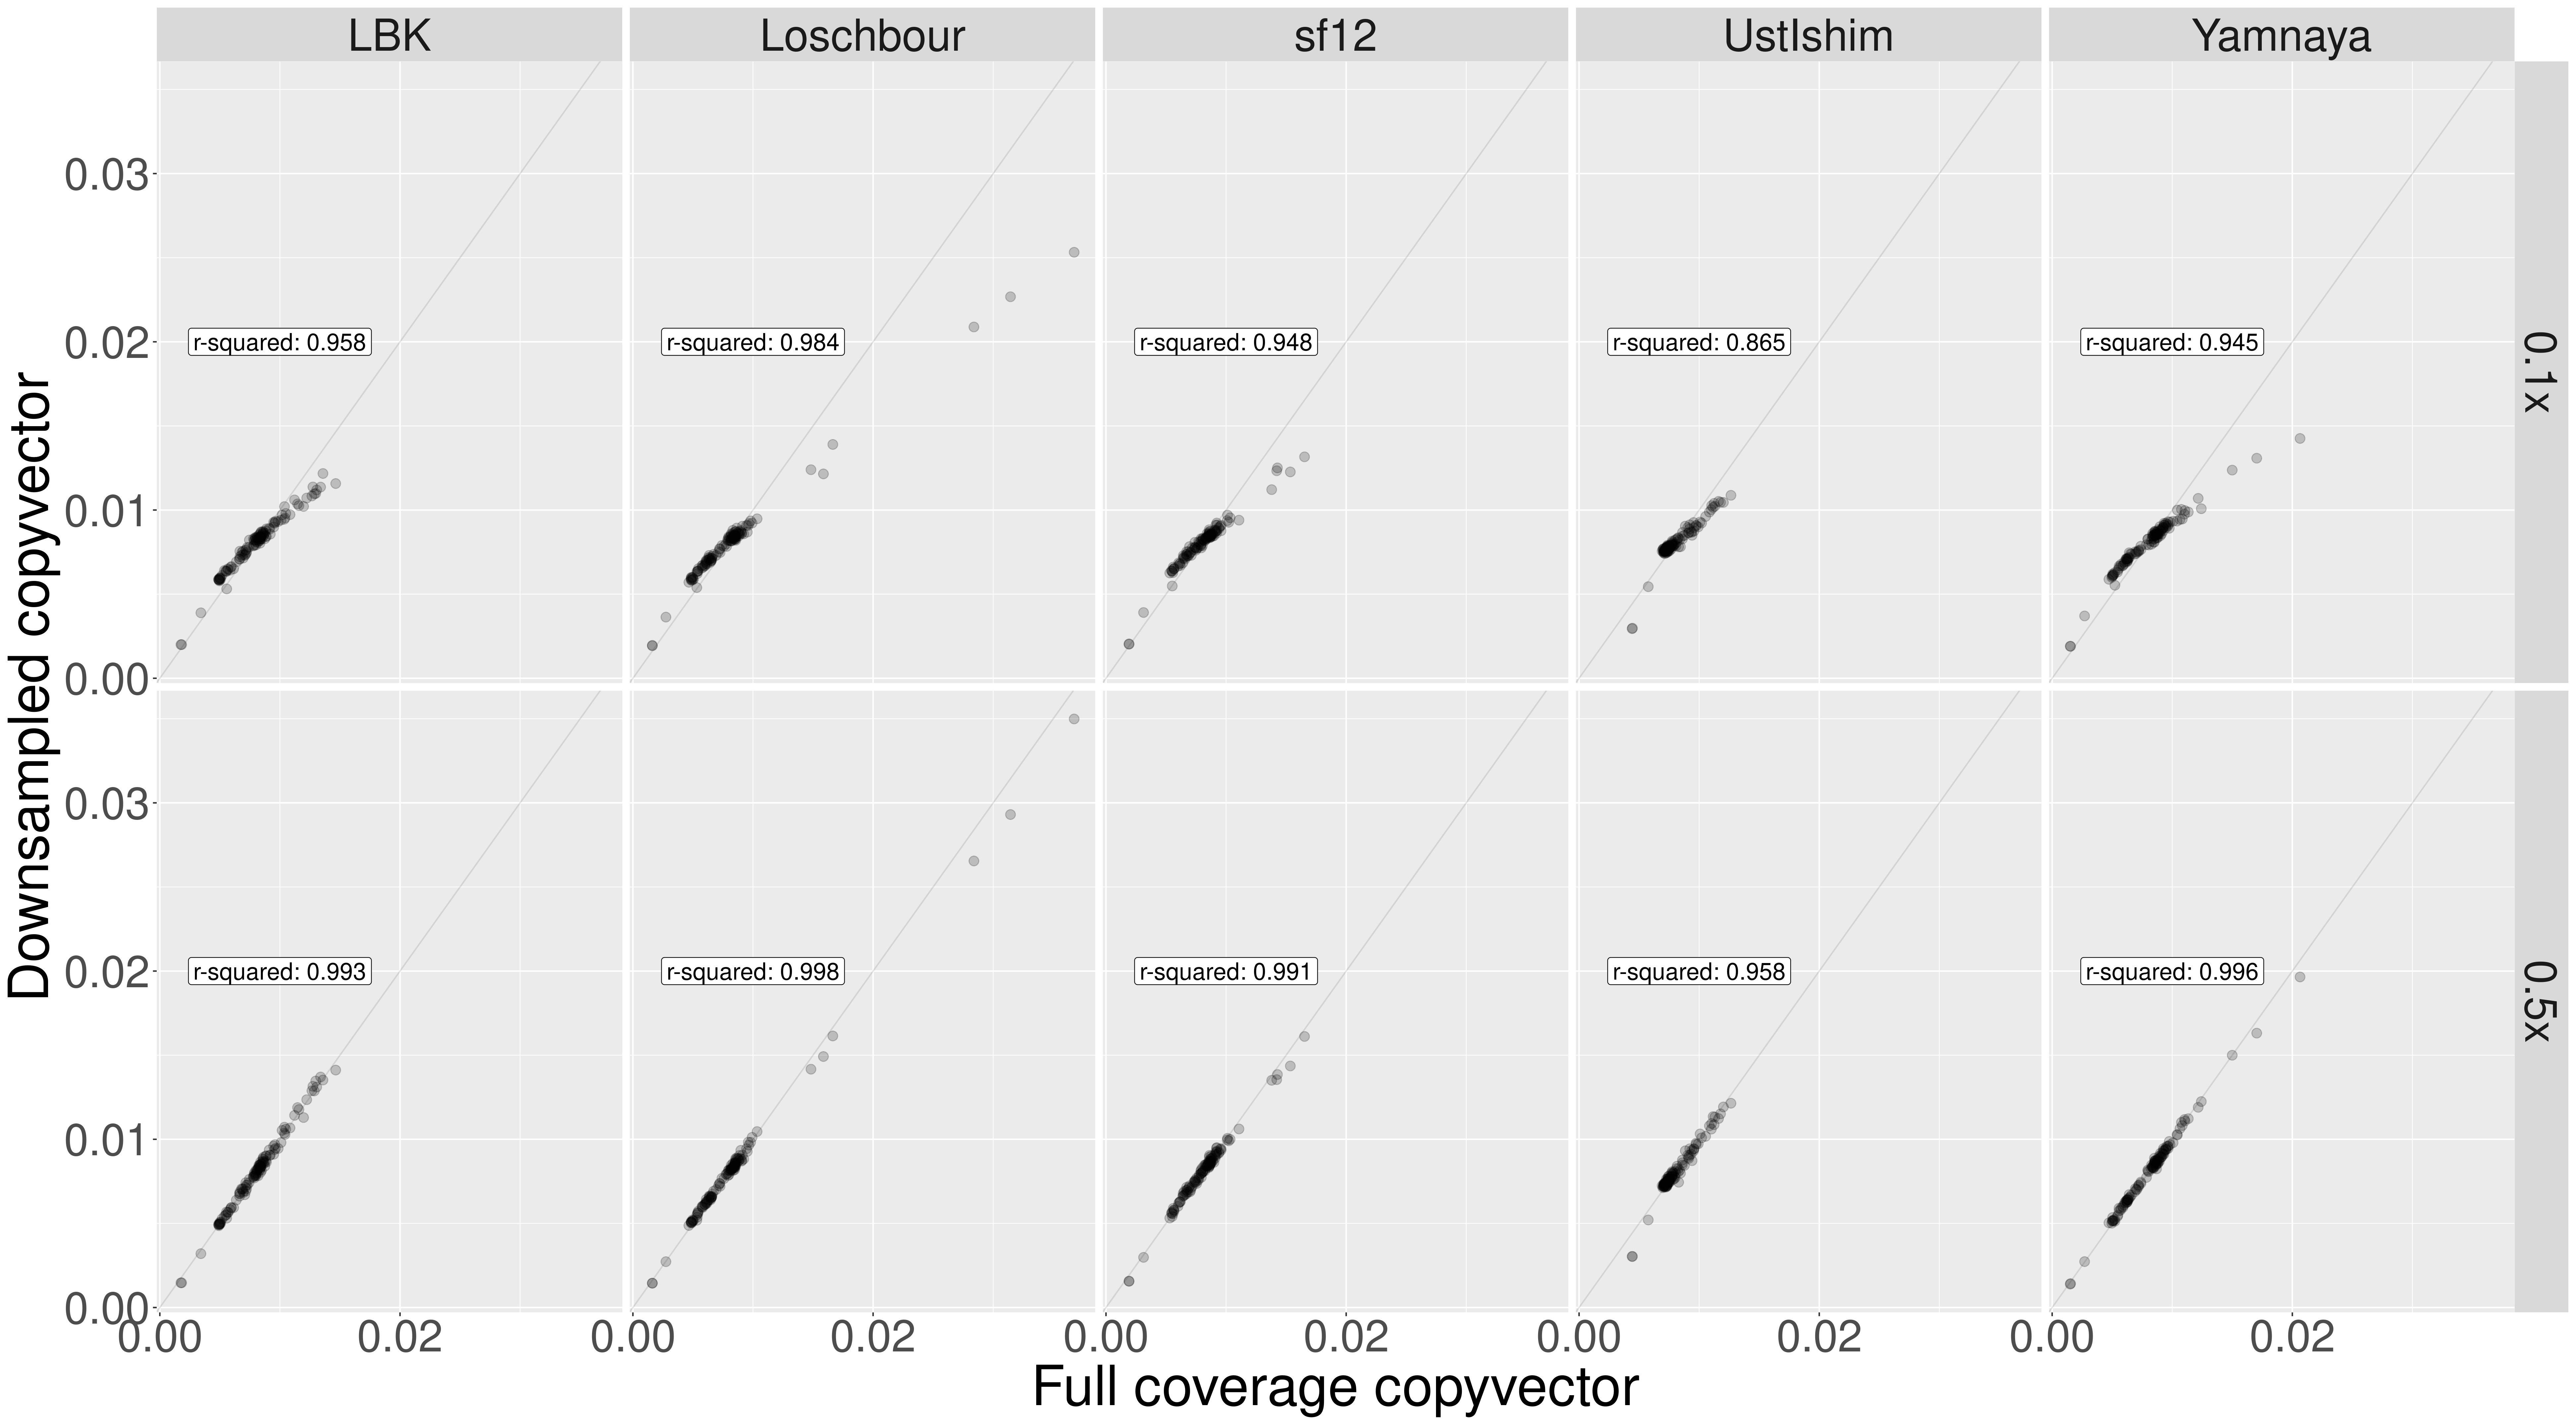 LBK
Loschbour
sf12
UstIshim
Yamnaya
Downsampled copyvector
0.03
0.02
0.01
0.00
r-squared: 0.958
r-squared: 0.984
r-squared: 0.948
r-squared: 0.865
r-squared: 0.945
0.1x
0.03
0.02
0.01
0.00
r-squared: 0.993
r-squared: 0.998
r-squared: 0.991
r-squared: 0.958
r-squared: 0.996
0.5x
0.00
0.02
0.00
0.02
0.00
0.02
0.00
0.02
0.00
0.02
Full coverage copyvector